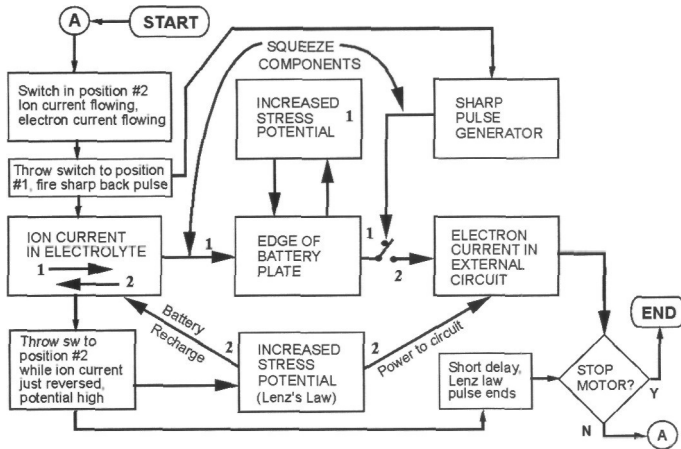 A
START
SQUEEZE
COMPONENTS
Switch in position #2
Ion current flowing,
electron current flowing
INCREASED
STRESS
POTENTIAL
1
SHARP
PULSE
GENERATOR
Throw switch to position
#1, fire sharp back pulse
ION CURRENT
IN ELECTROLYTE
1
2
1
EDGE OF
BATTERY
PLATE
1
2
ELECTRON
CURRENT IN
EXTERNAL
CIRCUIT
END
Battery
Recharge
2
Power to circuit
2
Throw sw to
position #2
while ion current
just reversed,
potential high
INCREASED
STRESS
POTENTIAL
(Lenz's Law)
Short delay,
Lenz law
pulse ends
STOP
MOTOR?
Y
N
A